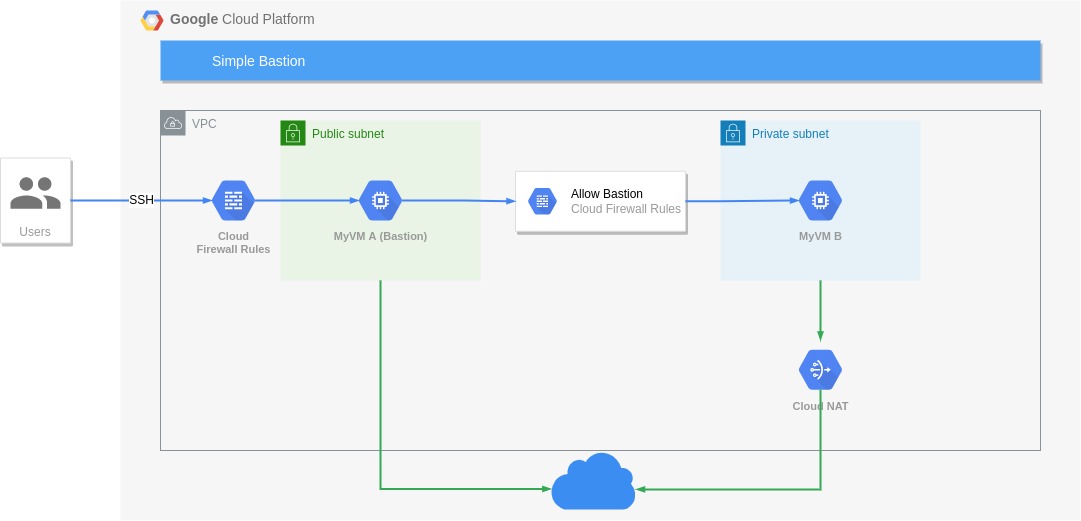 Google Cloud Platform
Simple Bastion
VPC
Public subnet
Private subnet
Users
SSH
Cloud
Firewall Rules
MyVM A (Bastion)
Allow Bastion
Cloud Firewall Rules
MyVM B
Cloud NAT